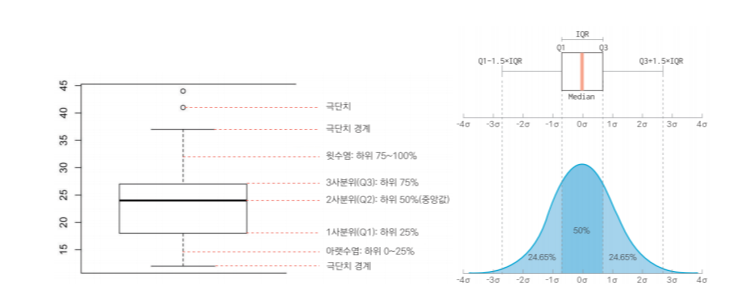 45
40
35
30
25
20
15
극단치
극단치 경계
윗수염: 하위 75~100%
3사분위(Q3): 하위 75%
2사분위(Q2): 하위 50%(중앙값)
1사분위(Q1): 하위 25%
아랫수염: 하위 0~25%
극단치 경계
IQR
Q1 Q3
Q1-1.5×IQR Q3+1.5×IQR
Median
-4σ -3σ -2σ -1σ 0σ 1σ 2σ 3σ 4σ
50%
24.65% 24.65%
-4σ -3σ -2σ -1σ 0σ 1σ 2σ 3σ 4σ